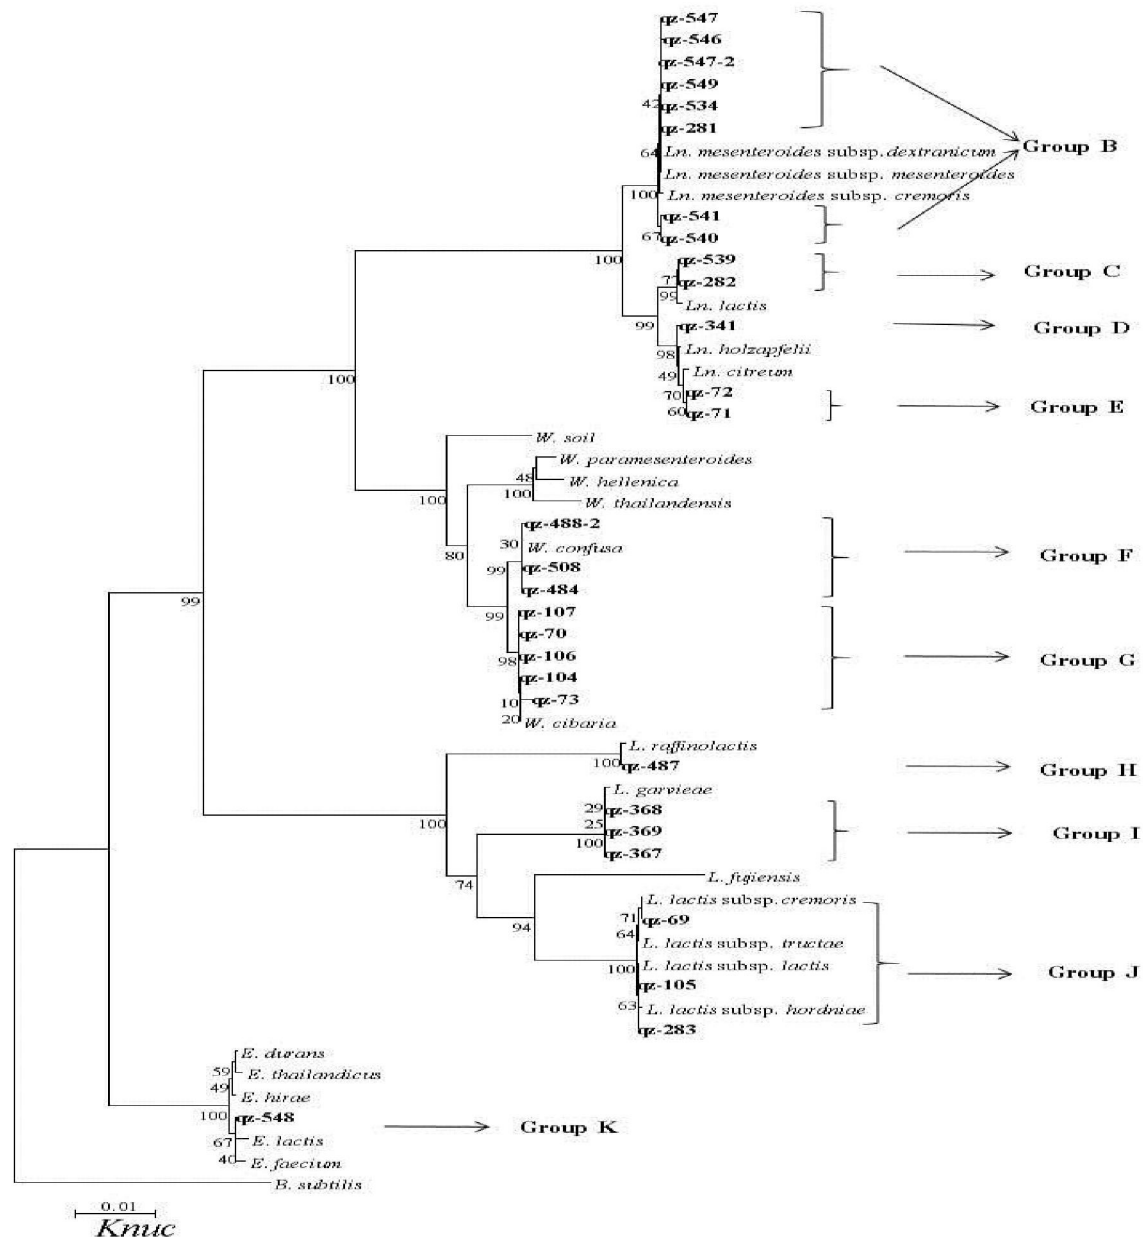 qz-547
qz-546
qz-547-2
qz-549
42 qz-534
qz-281
Group B
64 Ln. mesenteroides subsp. dextranicum
Ln. mesenteroides subsp. mesenteroides
100 Ln. mesenteroides subsp. cremoris
qz-541
67 qz-540
100 qz-539
Group C
77 qz-282
99 Ln. lactis
99 qz-341
Group D
98 Ln. holzapfelii
49 Ln. citreum
100
70 qz-72
60 qz-71
Group E
W. soil
W. paramesenteroides
48 W. hellenica
100 W. thailandensis
100
qz-488-2
30 W. confusa
80
Group F
99 qz-508
qz-484
99
99 qz-107
qz-70
98 qz-106
Group G
qz-104
10 qz-73
20 W. cibaria
L. raffinolactis
100 qz-487
Group H
L. garvieae
29 qz-368
100 25 qz-369
Group I
100 qz-367
74
L. fujiensis
L. lactis subsp. cremoris
94 71 qz-69
64 L. lactis subsp. tructae
100 L. lactis subsp. lactis
Group J
qz-105
63 L. lactis subsp. hordniae
qz-283
E. durans
59 E. thailandicus
49 E. hirae
100 qz-548
Group K
67 E. lactis
40 E. faecium
B. subtilis
0.01
Knuc